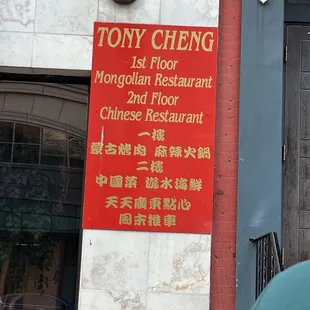 TONY CHENG
1st Floor
Mongolian Restaurant
2nd Floor
Chinese Restaurant
一樓
蒙古烤肉 麻辣火鍋
二樓
中國菜 游水海鮮
天天廣東點心
周末推車